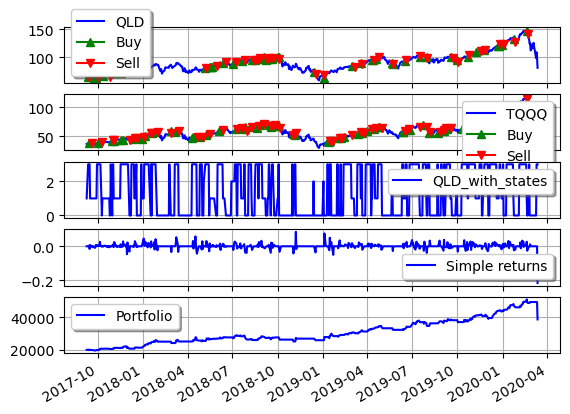 QLD
Buy
Sell
150
100
TQQQ
Buy
Sell
100
50
QLD_with_states
2
0
Simple returns
0.0
−0.2
Portfolio
40000
20000
2017-10 2018-01 2018-04 2018-07 2018-10 2019-01 2019-04 2019-07 2019-10 2020-01 2020-04